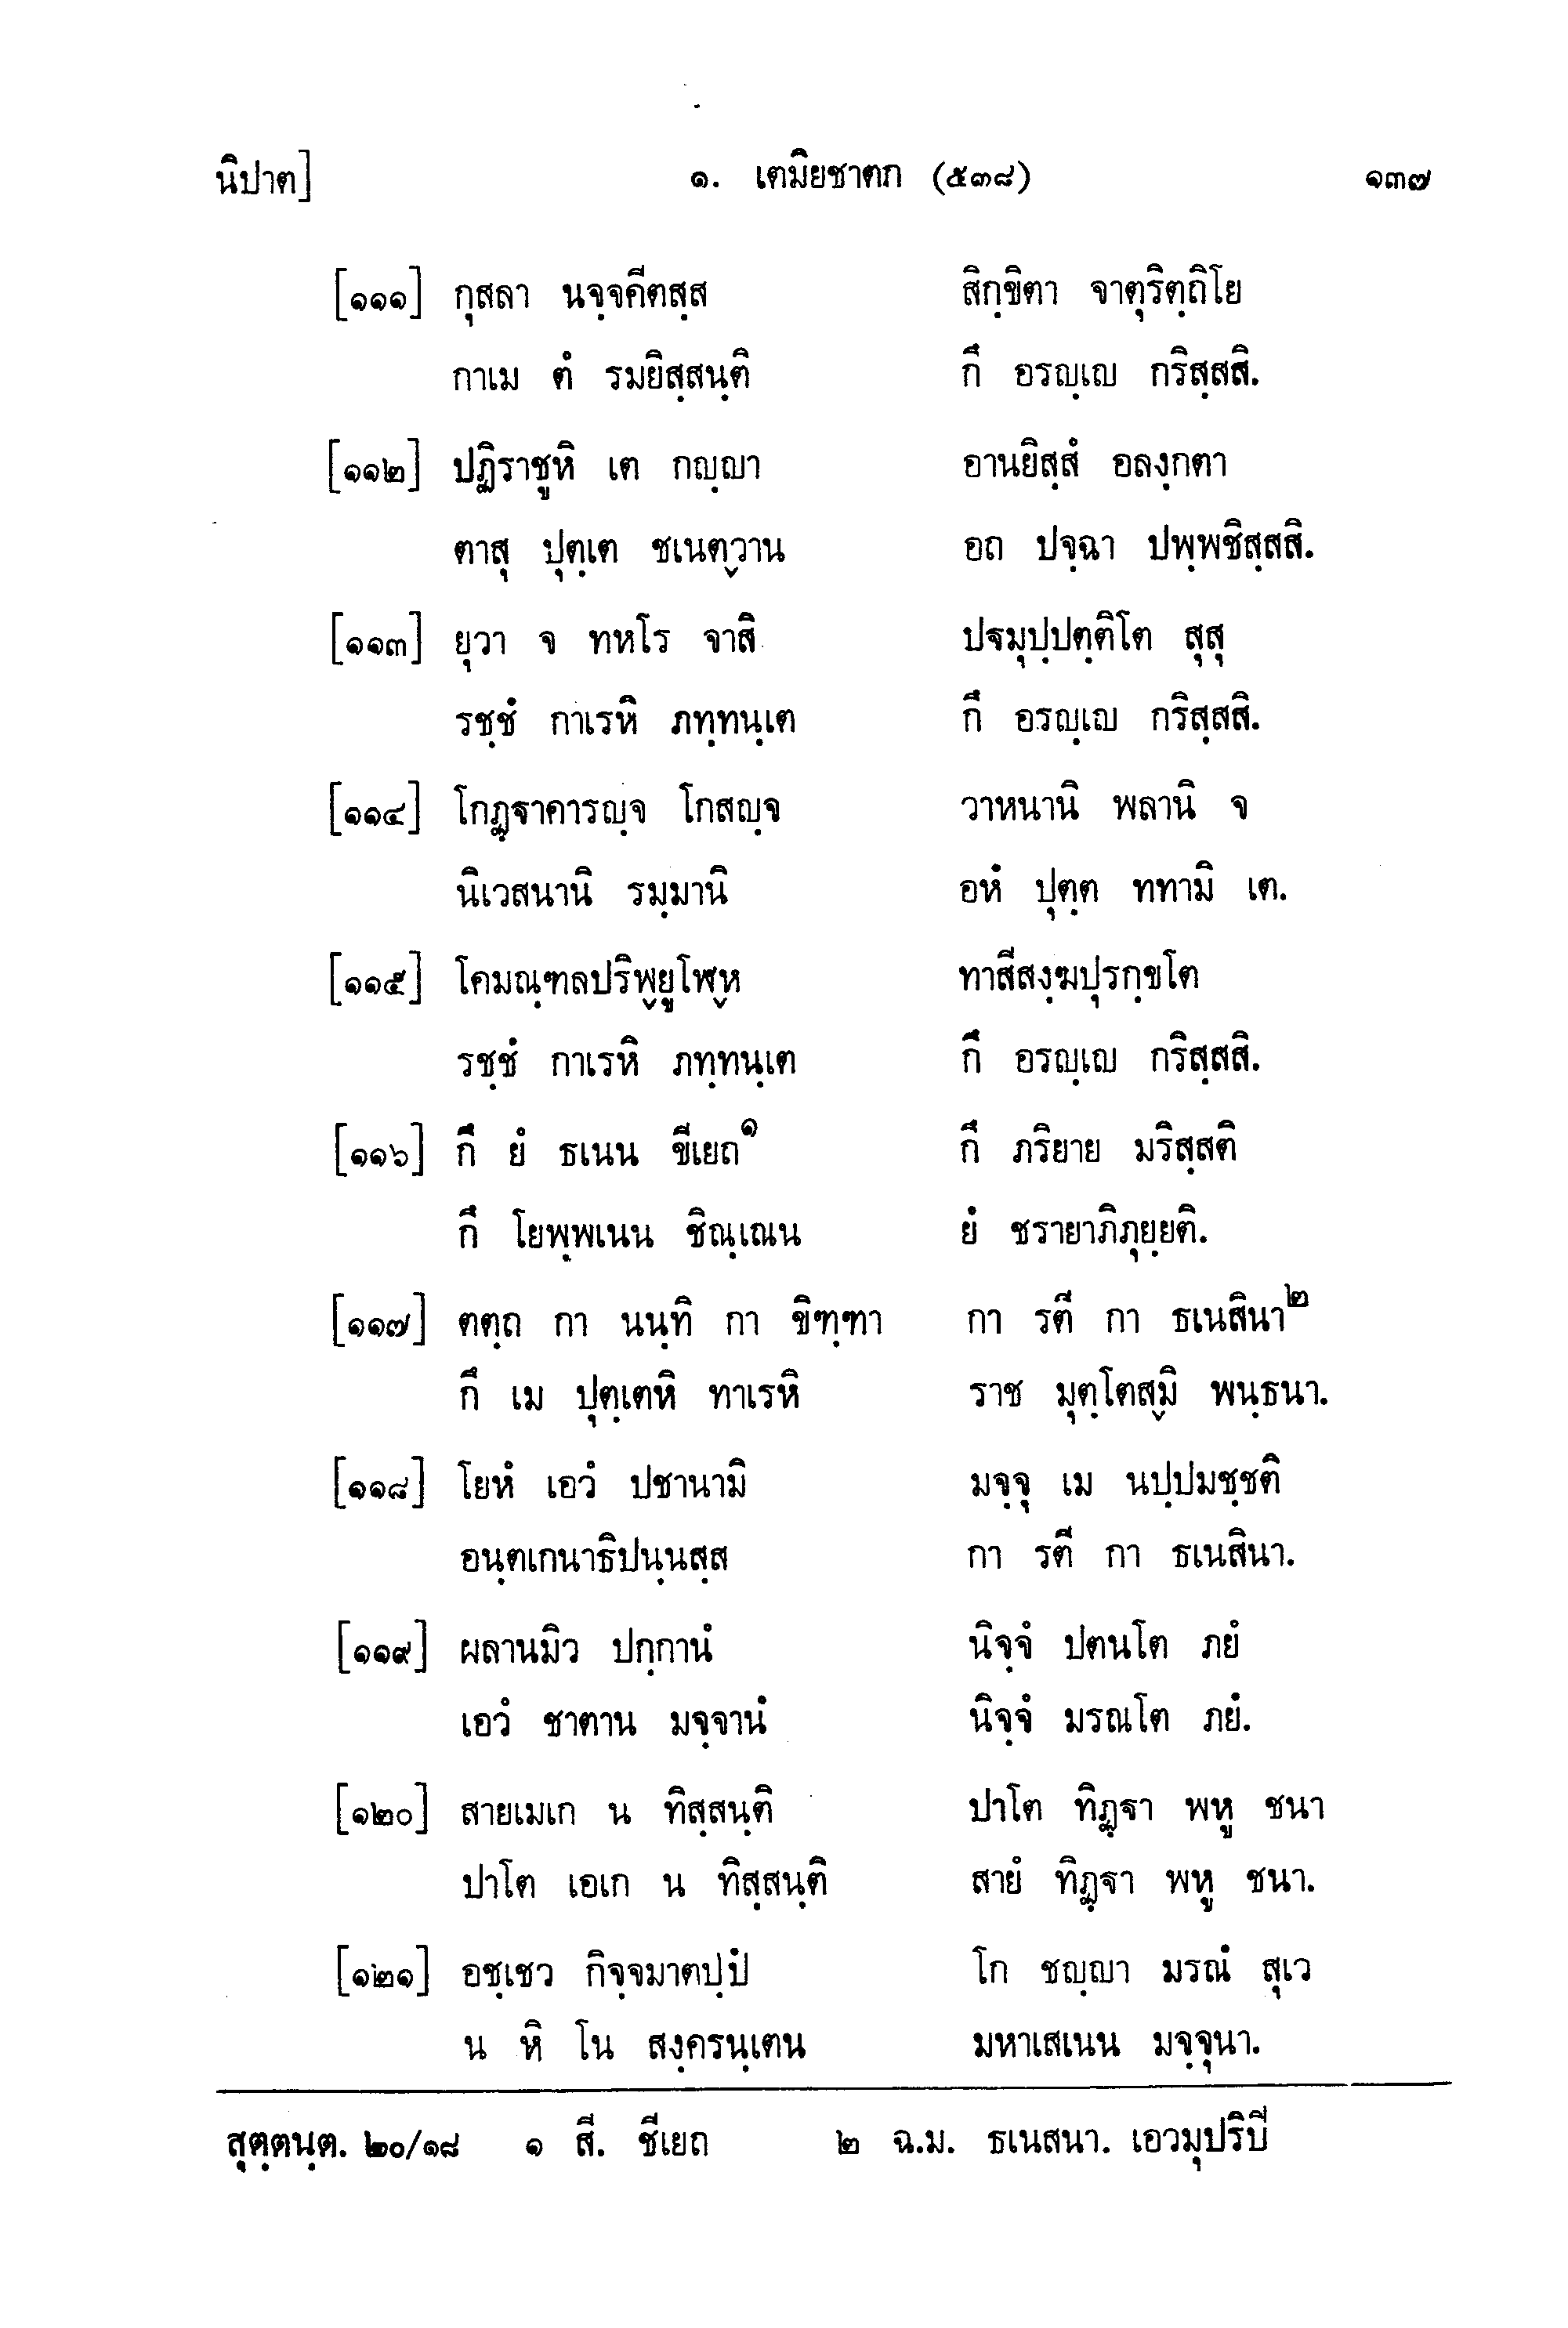 นิปาต] ๑. เตมิยชาตก (๕๓๘) ๑๓๗
[๑๑๑] กุสลา นจฺจคีตสฺส สิกฺขิตา จาตุริตฺถิโย
กาเม ตํ รมยิสฺสนฺติ กึ อรญฺเญ กริสฺสสิ.
[๑๑๒] ปฏิราชูหิ เต กญฺญา อานยิสฺสํ อลงฺกตา
ตาสุ ปุตฺเต ชเนตฺวาน อถ ปจฺฉา ปพฺพชิสฺสสิ.
[๑๑๓] ยุวา จ ทหโร จาสิ ปฐมุปฺปตฺติโต สุสุ
รชฺชํ กาเรหิ ภทฺทนฺเต กึ อรญฺเญ กริสฺสสิ.
[๑๑๔] โกฏฺฐาคารญฺจ โกสญฺจ วาหนานิ พลานิ จ
นิเวสนานิ รมฺมานิ อหํ ปุตฺต ททามิ เต.
[๑๑๕] โคมณฺฑลปริพฺยูโฬฺห ทาสีสงฺฆปุรกฺขโต
รชฺชํ กาเรหิ ภทฺทนฺเต กึ อรญฺเญ กริสฺสสิ.
[๑๑๖] กึ ยํ ธเนน ขีเยถ๑ กึ ภริยาย มริสฺสติ
กึ โยพฺพเนน ชิณฺเณน ยํ ชรายาภิภุยฺยติ.
[๑๑๗] ตตฺถ กา นนฺทิ กา ขิฑฺฑา กา รตี กา ธเนสินา๒
กึ เม ปุตฺเตหิ ทาเรหิ ราช มุตฺโตสฺมิ พนฺธนา.
[๑๑๘] โยหํ เอวํ ปชานามิ มจฺจุ เม นปฺปมชฺชติ
อนฺตเกนาธิปนฺนสฺส กา รตี กา ธเนสินา.
[๑๑๙] ผลานมิว ปกฺกานํ นิจฺจํ ปตนโต ภยํ
เอวํ ชาตาน มจฺจานํ นิจฺจํ มรณโต ภยํ.
[๑๒๐] สายเมเก น ทิสฺสนฺติ ปาโต ทิฏฺฐา พหู ชนา
ปาโต เอเก น ทิสฺสนฺติ สายํ ทิฏฺฐา พหู ชนา.
[๑๒๑] อชฺเชว กิจฺจมาตปฺปํ โก ชญฺญา มรณํ สุเว
น หิ โน สงฺครนฺเตน มหาเสเนน มจฺจุนา.
สุตฺตนฺต. ๒๐/๑๘ ๑ สี. ชีเยถ ๒ ฉ.ม. ธเนสนา. เอวมุปริปี